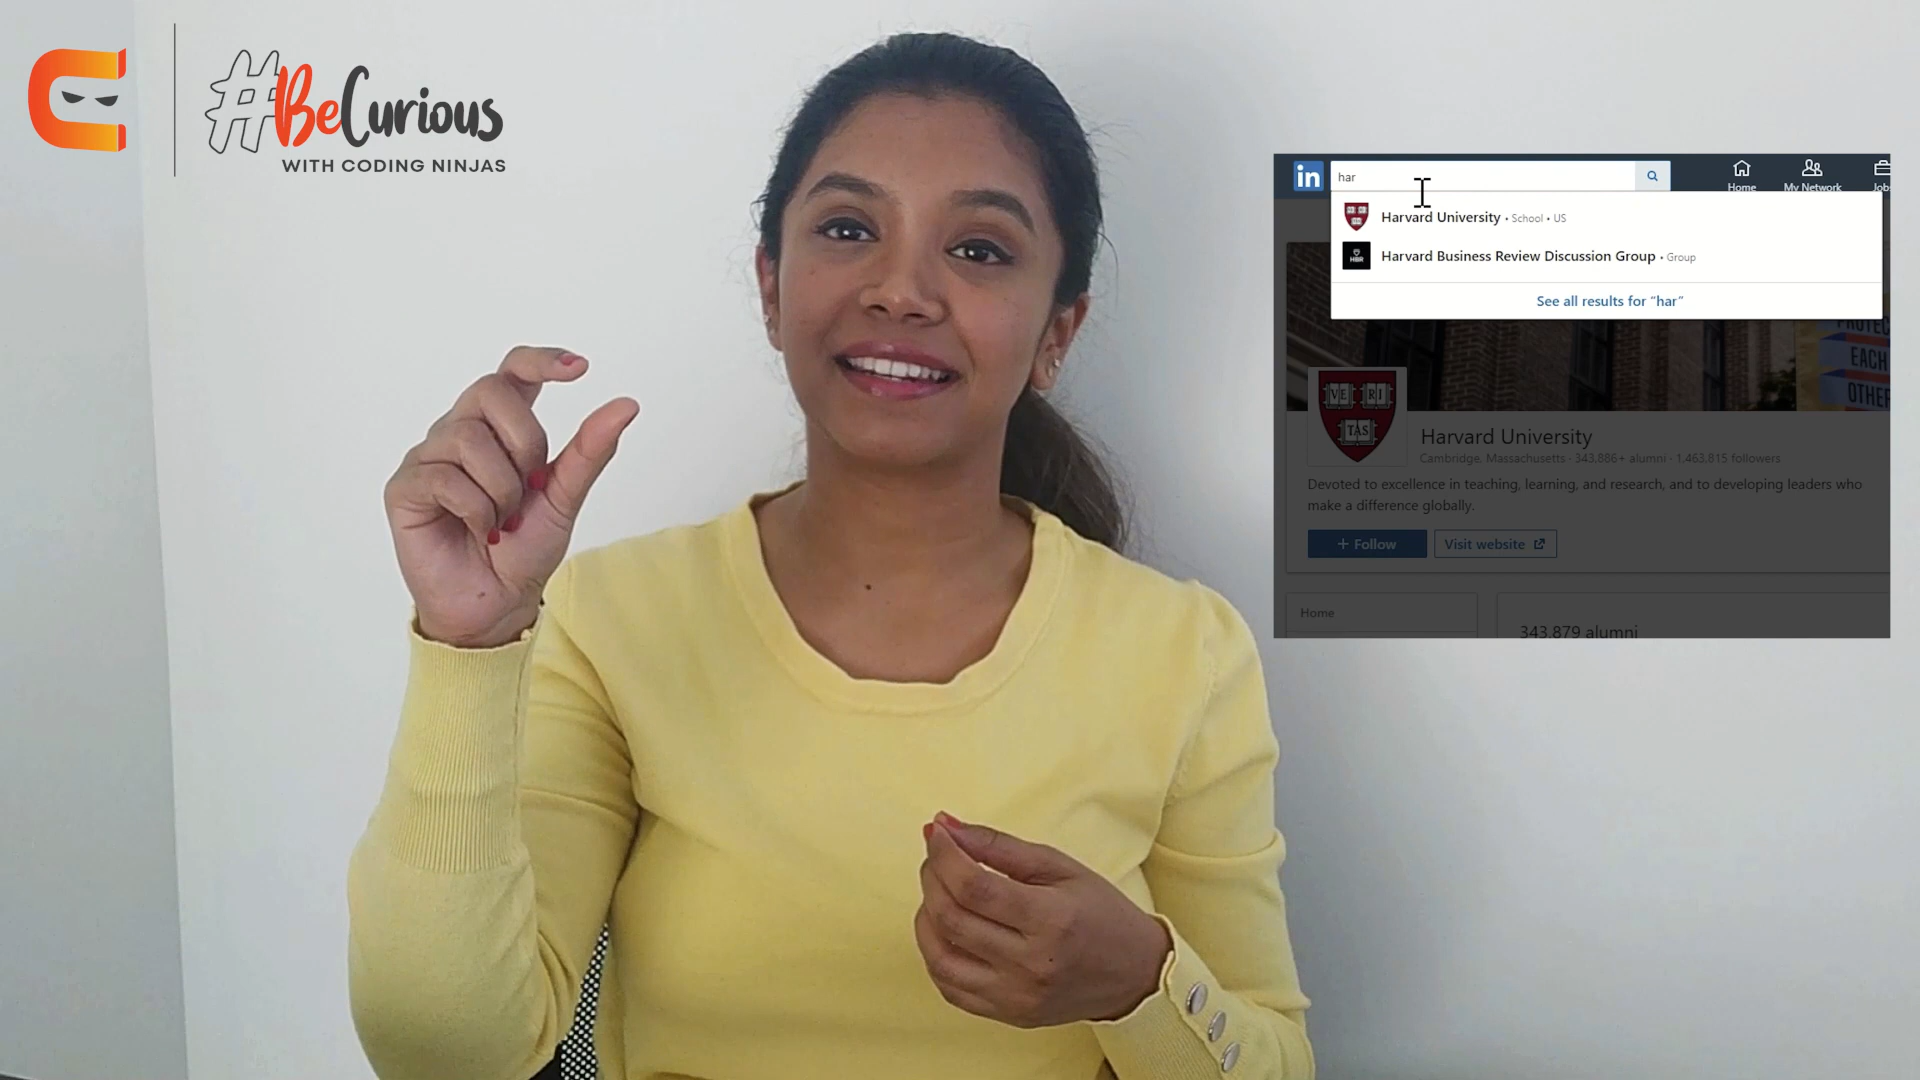 #BeCurious
WITH CODING NINJAS
in
har
Home
My Network
Jobs
Harvard University • School • US
HBR
Harvard Business Review Discussion Group • Group
See all results for “har”
PROTEC
EACH
OTHER
VE RI
TAS
Harvard University
Cambridge, Massachusetts · 343,886+ alumni · 1,463,815 followers
Devoted to excellence in teaching, learning, and research, and to developing leaders who
make a difference globally.
+ Follow
Visit website
Home
343,879 alumni